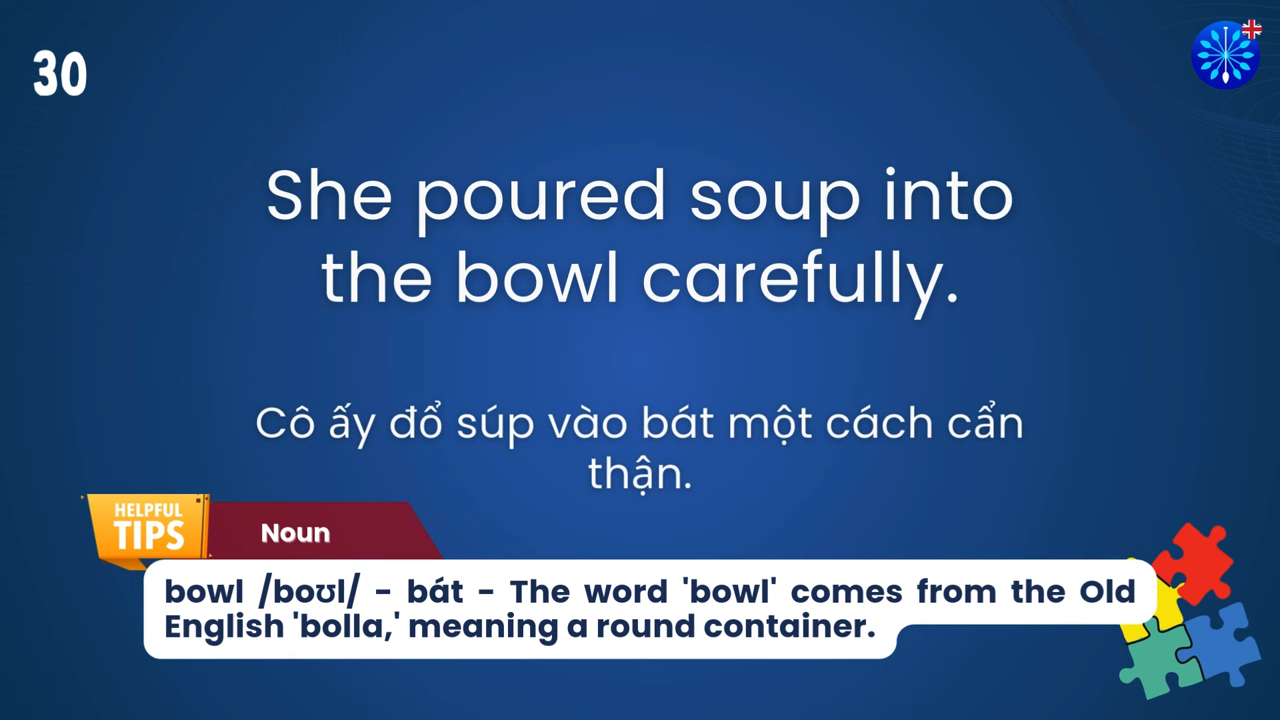 30
She poured soup into
the bowl carefully.
Cô ấy đổ súp vào bát một cách cẩn
thận.
HELPFUL
TIPS
Noun
bowl /boʊl/ - bát - The word 'bowl' comes from the Old
English 'bolla,' meaning a round container.